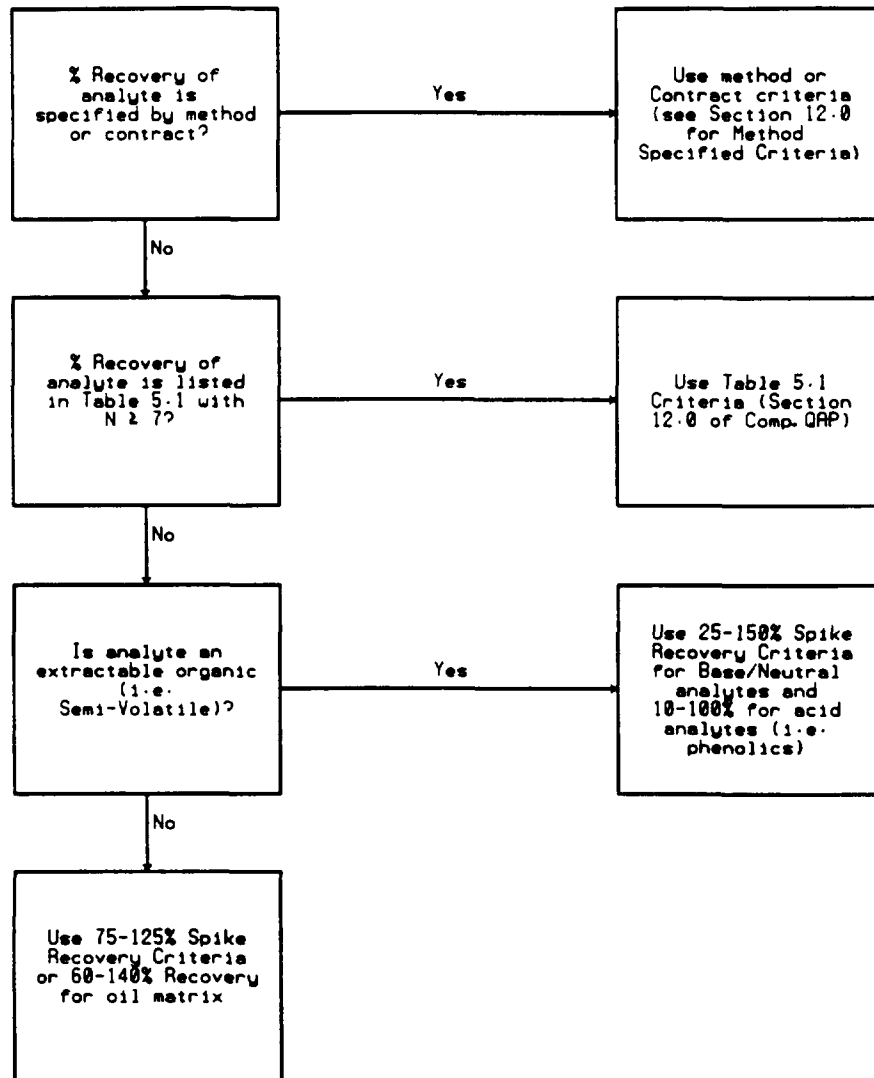 % Recovery of
analyte is
specified by method
or contract?
Yes
Use method or
Contract criteria
(see Section 12.0
for Method
Specified Criteria)
No
% Recovery of
analyte is listed
in Table 5.1 with
N ≥ 7?
Yes
Use Table 5.1
Criteria (Section
12.0 of Comp. QAP)
No
Is analyte an
extractable organic
(i.e.
Semi-Volatile)?
Yes
Use 25-150% Spike
Recovery Criteria
for Base/Neutral
analytes and
10-100% for acid
analytes (i.e.
phenolics)
No
Use 75-125% Spike
Recovery Criteria
or 60-140% Recovery
for oil matrix